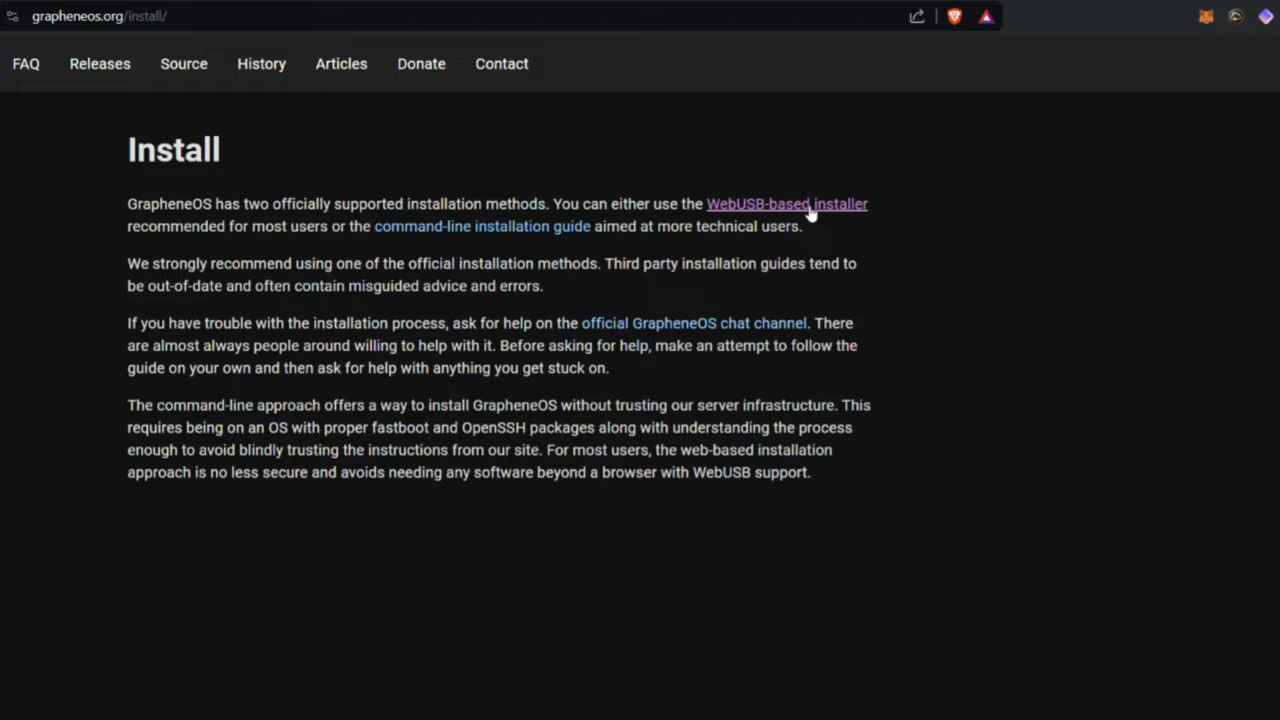 grapheneos.org/install/
FAQ Releases Source History Articles Donate Contact
Install
GrapheneOS has two officially supported installation methods. You can either use the WebUSB-based installer
recommended for most users or the command-line installation guide aimed at more technical users.
We strongly recommend using one of the official installation methods. Third party installation guides tend to
be out-of-date and often contain misguided advice and errors.
If you have trouble with the installation process, ask for help on the official GrapheneOS chat channel. There
are almost always people around willing to help with it. Before asking for help, make an attempt to follow the
guide on your own and then ask for help with anything you get stuck on.
The command-line approach offers a way to install GrapheneOS without trusting our server infrastructure. This
requires being on an OS with proper fastboot and OpenSSH packages along with understanding the process
enough to avoid blindly trusting the instructions from our site. For most users, the web-based installation
approach is no less secure and avoids needing any software beyond a browser with WebUSB support.